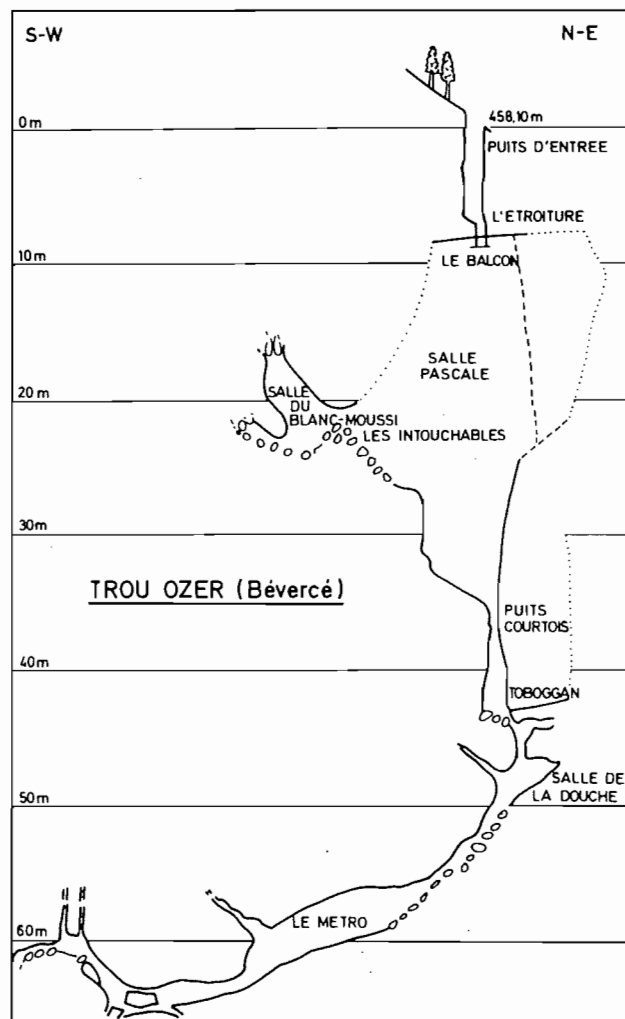 S-W
N-E
0m
458,10m
PUITS D'ENTREE
L'ETROITURE
10m
LE BALCON
SALLE
PASCALE
20m
SALLE
DU
BLANC-MOUSSI
LES INTOUCHABLES
30m
TROU OZER (Bévercé)
PUITS
COURTOIS
40m
TOBOGGAN
SALLE DE
LA DOUCHE
50m
LE METRO
60m